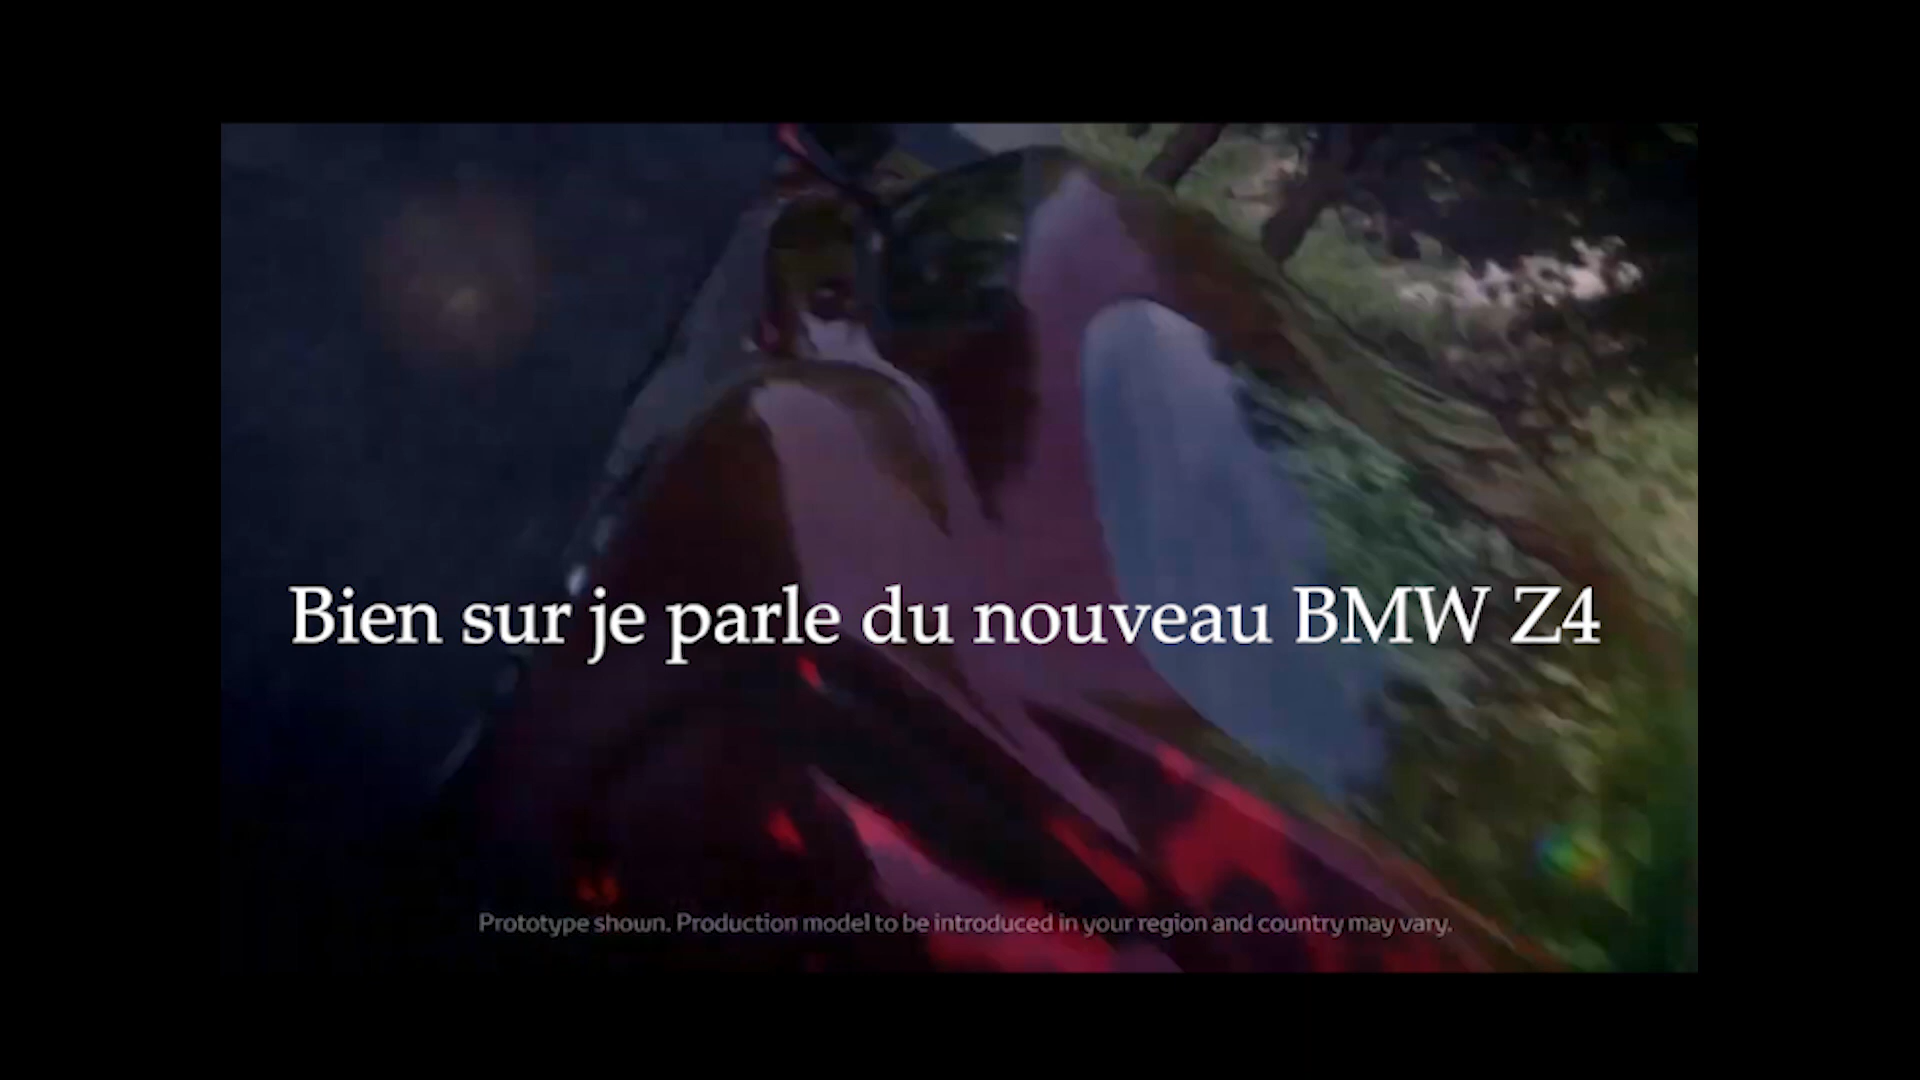 Bien sur je parle du nouveau BMW Z4
Prototype shown. Production model to be introduced in your region and country may vary.